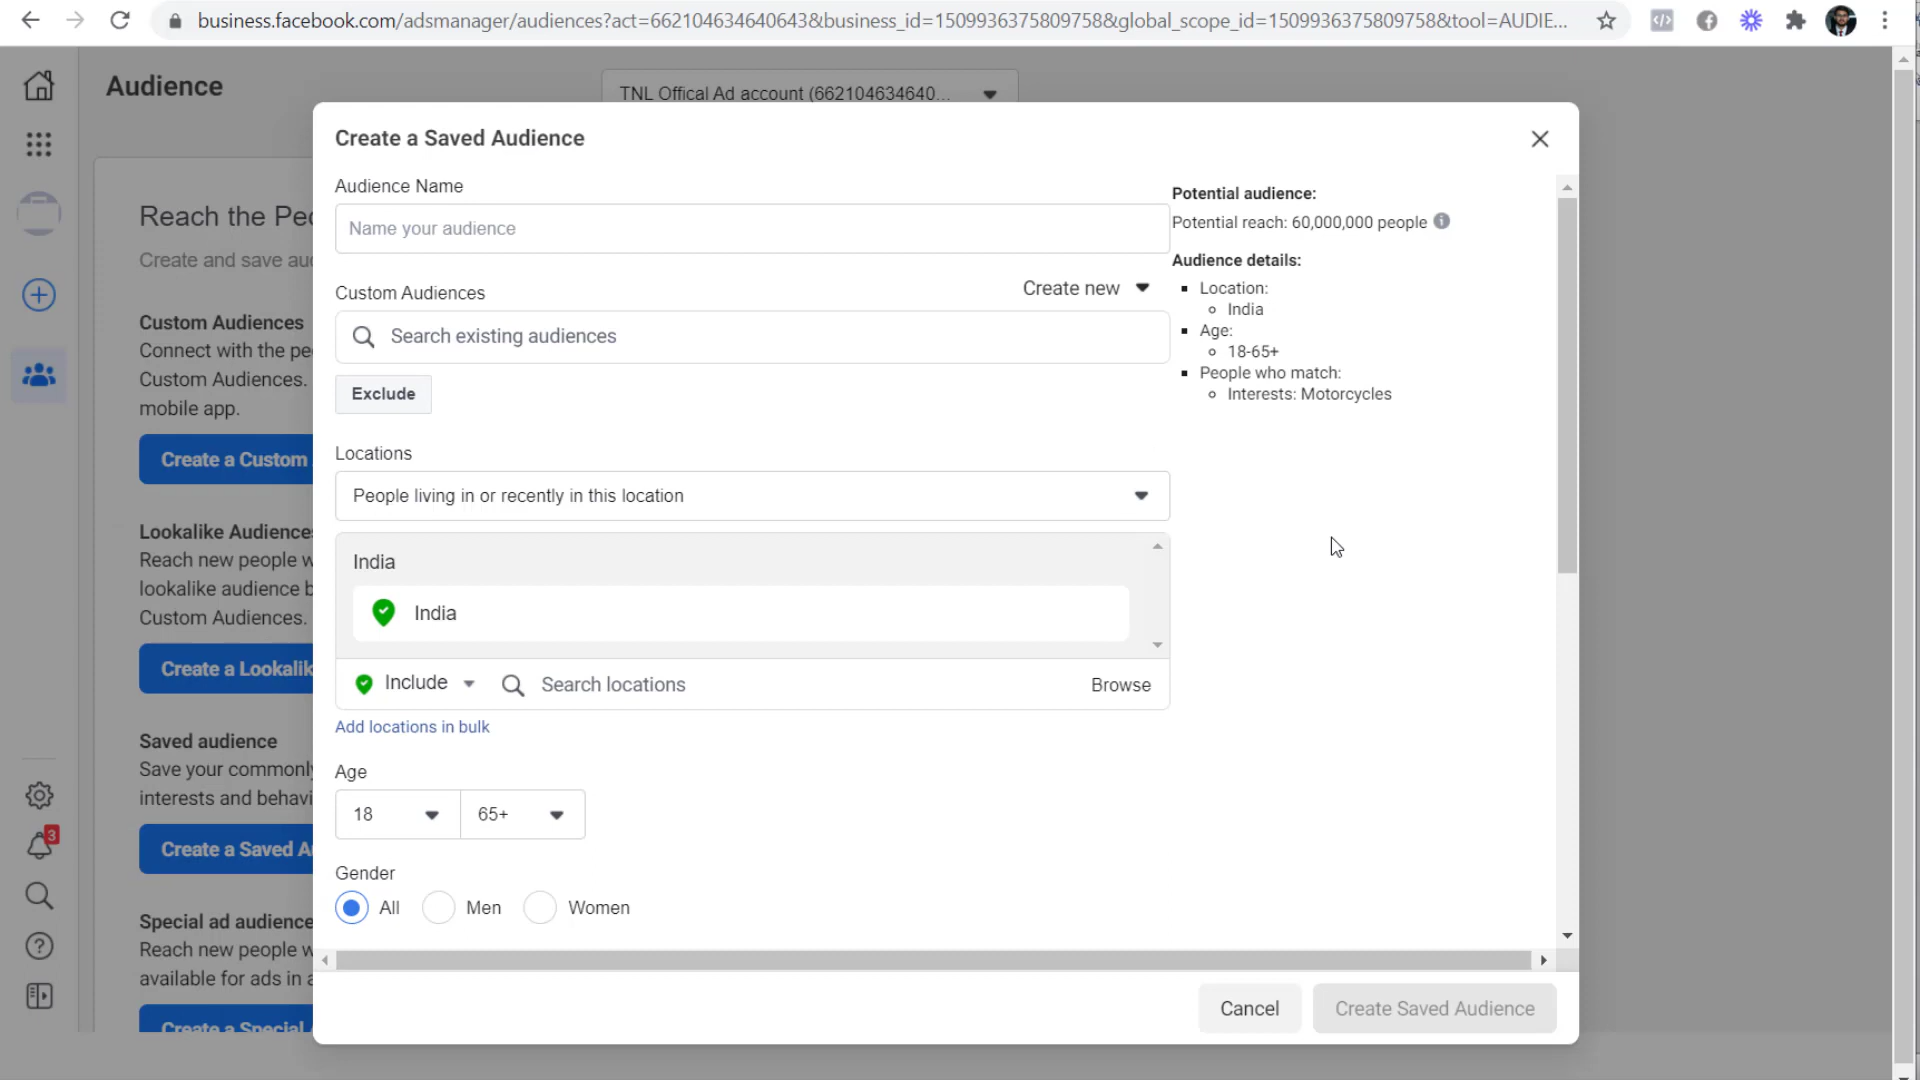 business.facebook.com/adsmanager/audiences?act=662104634640643&business_id=1509936375809758&global_scope_id=1509936375809758&tool=AUDIE...
Audience
TNL Offical Ad account (662104634640...
Create a Saved Audience
Audience Name
Name your audience
Potential audience:
Potential reach: 60,000,000 people
Audience details:
Location:
India
Age:
18-65+
People who match:
Interests: Motorcycles
Custom Audiences
Create new
Search existing audiences
Exclude
Locations
People living in or recently in this location
India
India
Include
Search locations
Browse
Add locations in bulk
Age
18
65+
Gender
All
Men
Women
Cancel
Create Saved Audience
Reach the Pe
Create and save au
Custom Audiences
Connect with the pe
Custom Audiences.
mobile app.
Create a Custom
Lookalike Audience
Reach new people w
lookalike audience b
Custom Audiences.
Create a Lookalik
Saved audience
Save your commonly
interests and behavi
Create a Saved A
Special ad audience
Reach new people w
available for ads in a
Create a Special
3